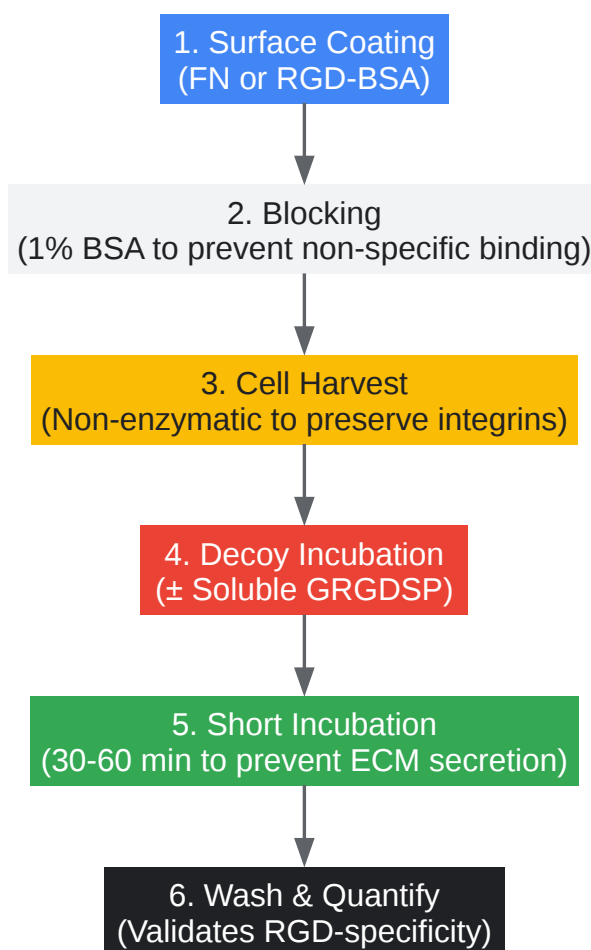 1. Surface Coating
(FN or RGD-BSA)
2. Blocking
(1% BSA to prevent non-specific binding)
3. Cell Harvest
(Non-enzymatic to preserve integrins)
4. Decoy Incubation
(± Soluble GRGDSP)
5. Short Incubation
(30-60 min to prevent ECM secretion)
6. Wash & Quantify
(Validates RGD-specificity)